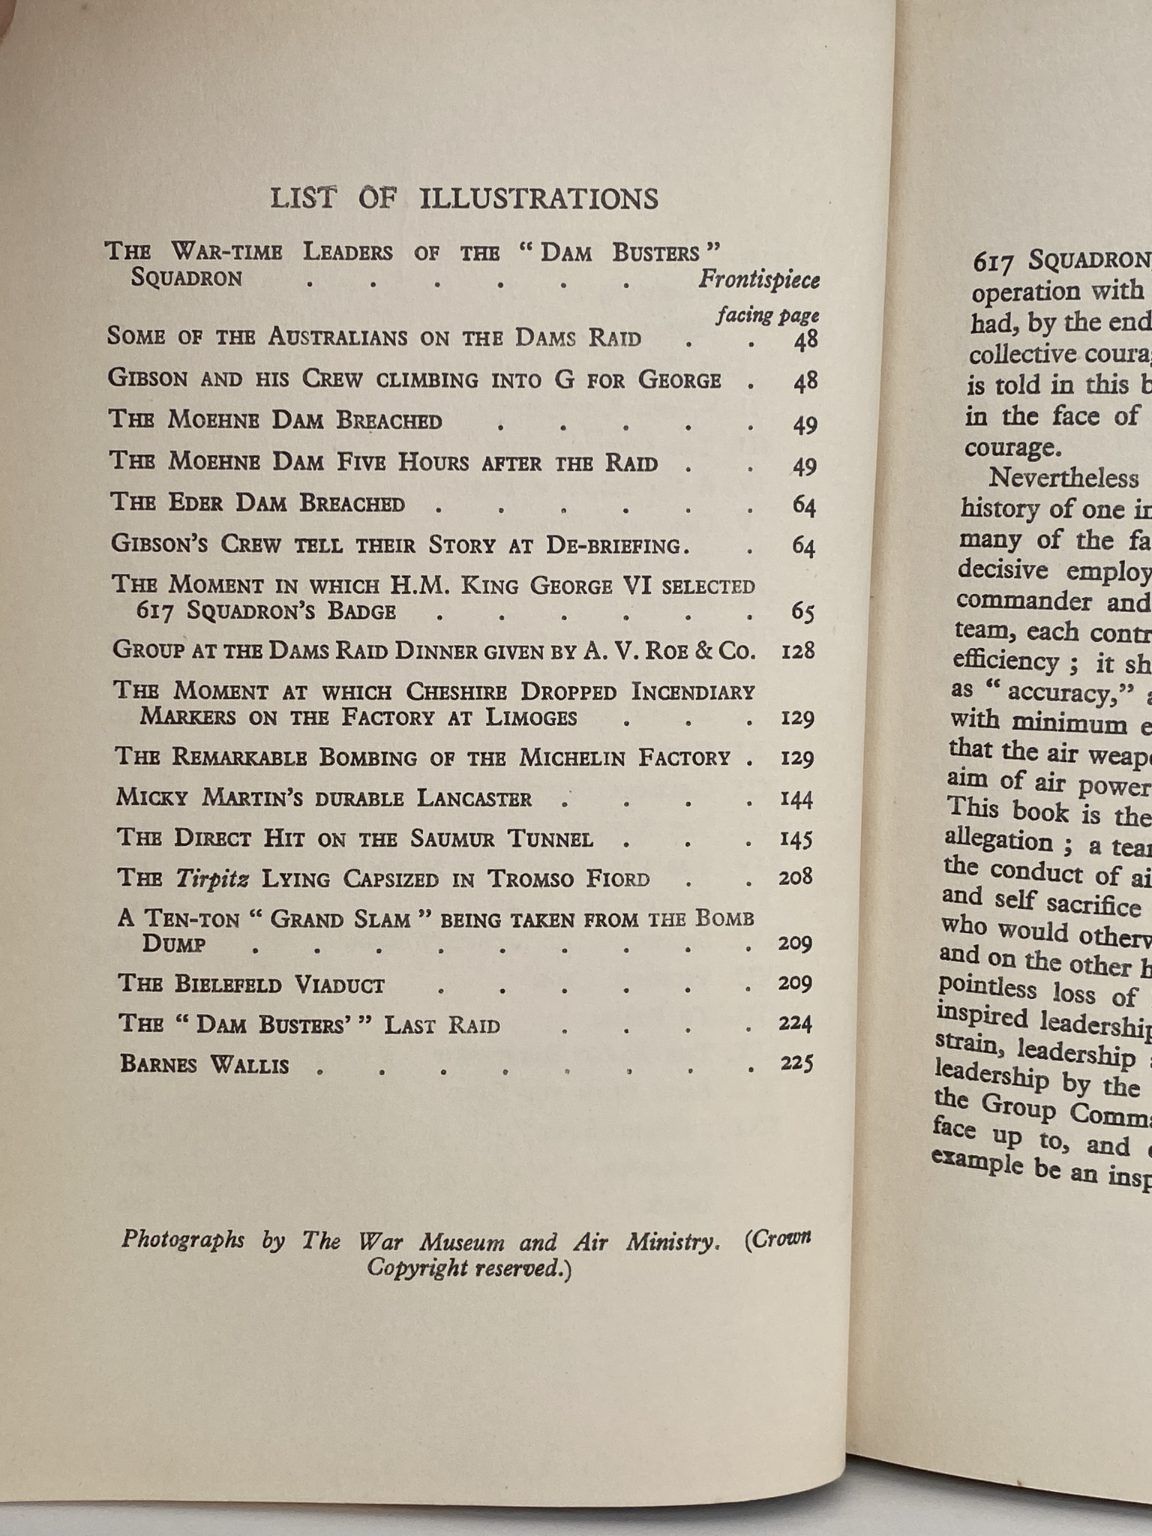 LIST OF ILLUSTRATIONS
THE WAR-TIME LEADERS OF THE “ DAM BUSTERS ”
SQUADRON . . . . . . Frontispiece
facing page
SOME OF THE AUSTRALIANS ON THE DAMS RAID . . 48
GIBSON AND HIS CREW CLIMBING INTO G FOR GEORGE . 48
THE MOEHNE DAM BREACHED . . . . . 49
THE MOEHNE DAM FIVE HOURS AFTER THE RAID . . 49
THE EDER DAM BREACHED . . . . . . 64
GIBSON’S CREW TELL THEIR STORY AT DE-BRIEFING. . 64
THE MOMENT IN WHICH H.M. KING GEORGE VI SELECTED
617 SQUADRON’S BADGE . . . . . . 65
GROUP AT THE DAMS RAID DINNER GIVEN BY A. V. ROE & CO. 128
THE MOMENT AT WHICH CHESHIRE DROPPED INCENDIARY
MARKERS ON THE FACTORY AT LIMOGES . . . 129
THE REMARKABLE BOMBING OF THE MICHELIN FACTORY . 129
MICKY MARTIN’S DURABLE LANCASTER . . . . 144
THE DIRECT HIT ON THE SAUMUR TUNNEL . . . 145
THE Tirpitz LYING CAPSIZED IN TROMSO FIORD . . 208
A TEN-TON “ GRAND SLAM ” BEING TAKEN FROM THE BOMB
DUMP . . . . . . . . . 209
THE BIELEFELD VIADUCT . . . . . . 209
THE “ DAM BUSTERS’ ” LAST RAID . . . . 224
BARNES WALLIS . . . . . . . . 225
Photographs by The War Museum and Air Ministry. (Crown
Copyright reserved.)
617 SQUADRON
operation with
had, by the end
collective
is told in this
in the face of
courage.
Nevertheless
history of one
many of the
decisive
commander and
team, each
efficiency ; it
as “ accuracy,”
with minimum
that the air
aim of air power
This book is the
allegation ; a
the conduct of
and self sacrifice
who would
and on the other
pointless loss of
inspired
strain, leadership
leadership by the
the Group
face up to, and
example be an